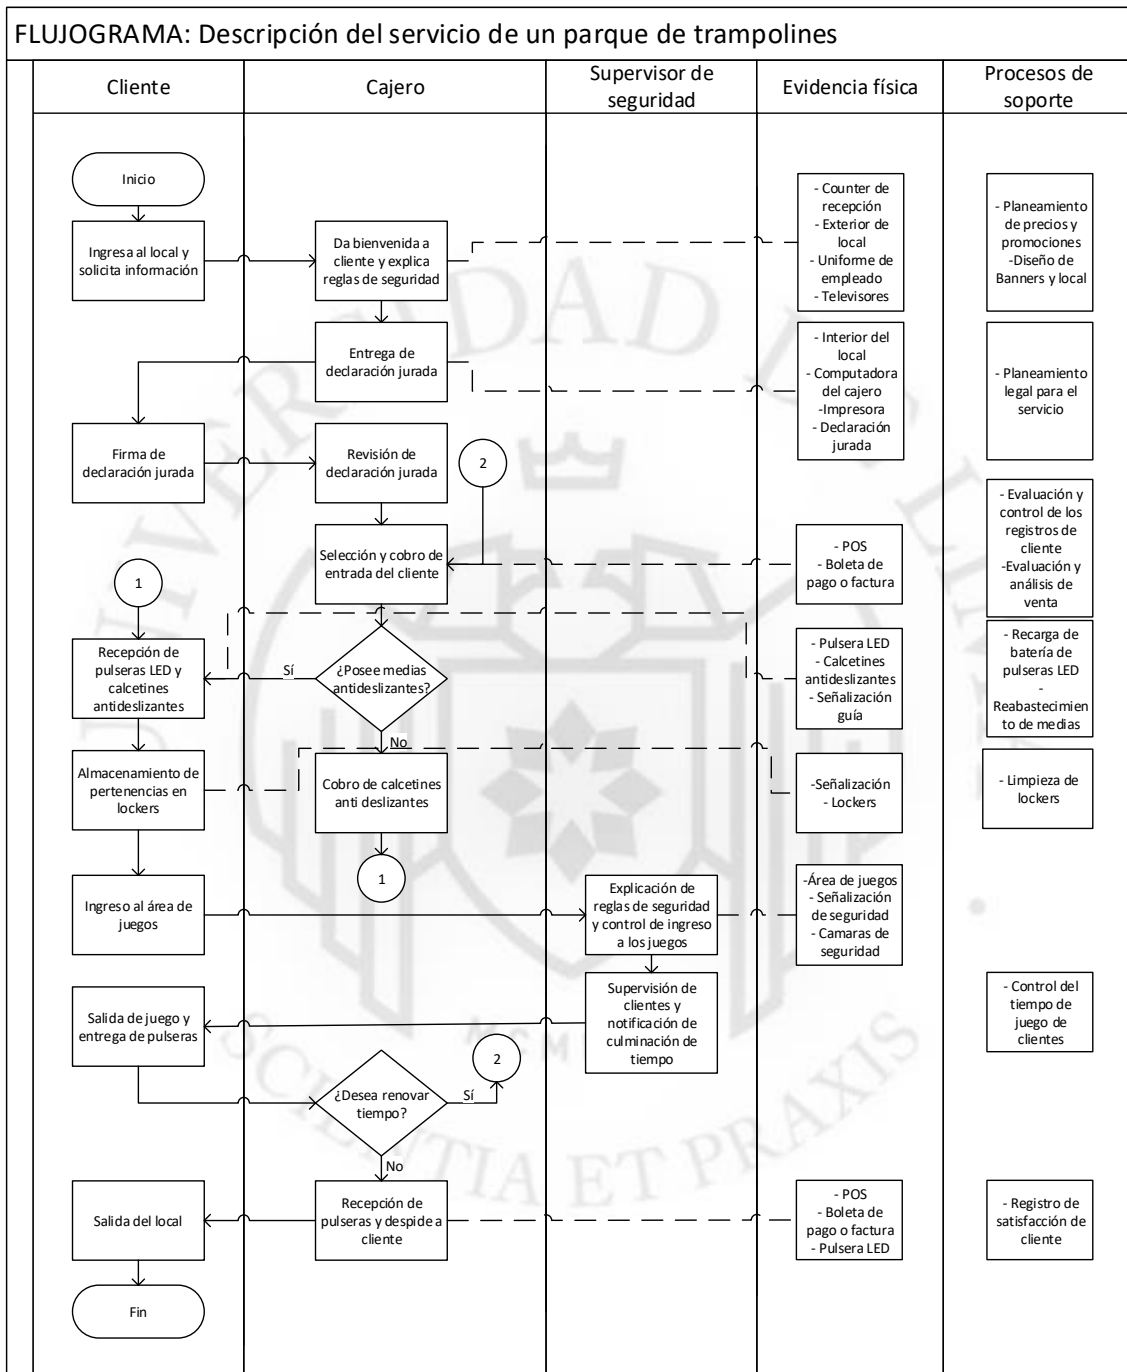 FLUJOGRAMA: Descripción del servicio de un parque de trampolines
Cliente
Cajero
Supervisor de
seguridad
Evidencia física
Procesos de
soporte
Inicio
Ingresa al local y
solicita información
Da bienvenida a
cliente y explica
reglas de seguridad
- Counter de
recepción
- Exterior de
local
- Uniforme de
empleado
- Televisores
- Planeamiento
de precios y
promociones
-Diseño de
Banners y local
Entrega de
declaración jurada
- Interior del
local
- Computadora
del cajero
-Impresora
- Declaración
jurada
- Planeamiento
legal para el
servicio
Firma de
declaración jurada
Revisión de
declaración jurada
2
Selección y cobro de
entrada del cliente
- POS
- Boleta de
pago o factura
- Evaluación y
control de los
registros de
cliente
-Evaluación y
análisis de
venta
1
Recepción de
pulseras LED y
calcetines
antideslizantes
Sí
¿Posee medias
antideslizantes?
No
- Pulsera LED
- Calcetines
antideslizantes
- Señalización
guía
- Recarga de
batería de
pulseras LED
-
Reabastecimien
to de medias
Almacenamiento de
pertenencias en
lockers
Cobro de calcetines
anti deslizantes
-Señalización
- Lockers
- Limpieza de
lockers
1
Ingreso al área de
juegos
Explicación de
reglas de seguridad
y control de ingreso
a los juegos
-Área de juegos
- Señalización
de seguridad
- Camaras de
seguridad
Salida de juego y
entrega de pulseras
Supervisión de
clientes y
notificación de
culminación de
tiempo
- Control del
tiempo de
juego de
clientes
¿Desea renovar
tiempo?
Sí
2
No
Salida del local
Recepción de
pulseras y despide a
cliente
- POS
- Boleta de
pago o factura
- Pulsera LED
- Registro de
satisfacción de
cliente
Fin
UNIVERSIDAD DE LIMA
SCIENTIA ET PRAXIS